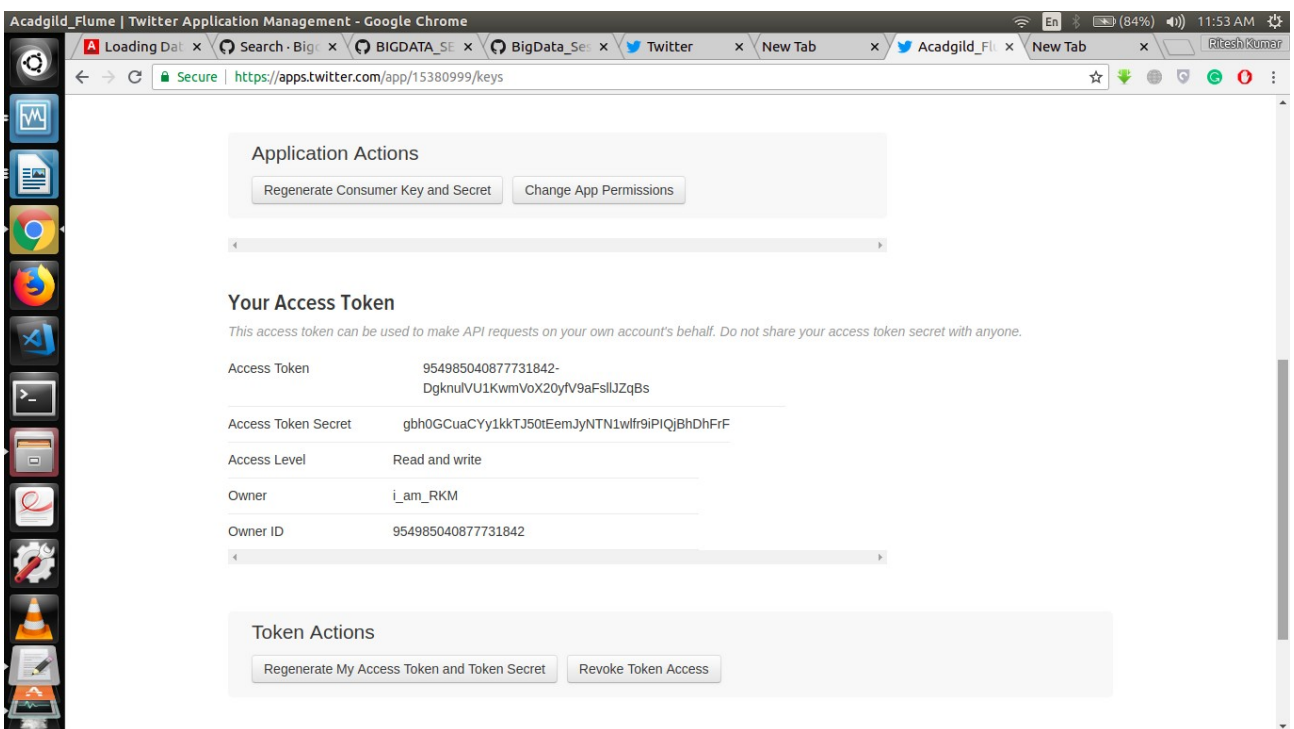 Acadgild_Flume | Twitter Application Management - Google Chrome
En (84%) 11:53 AM
A Loading Dat Search · Bigd BIGDATA_SE BigData_Ses Twitter New Tab Acadgild_Flu New Tab Ritesh Kumar
Secure https://apps.twitter.com/app/15380999/keys
Application Actions
Regenerate Consumer Key and Secret Change App Permissions
Your Access Token
This access token can be used to make API requests on your own account's behalf. Do not share your access token secret with anyone.
Access Token 954985040877731842-
DgknulVU1KwmVoX20yfV9aFsllJZqBs
Access Token Secret gbh0GCuaCYy1kkTJ50tEemJyNTN1wlfr9iPIQjBhDhFrF
Access Level Read and write
Owner i_am_RKM
Owner ID 954985040877731842
Token Actions
Regenerate My Access Token and Token Secret Revoke Token Access